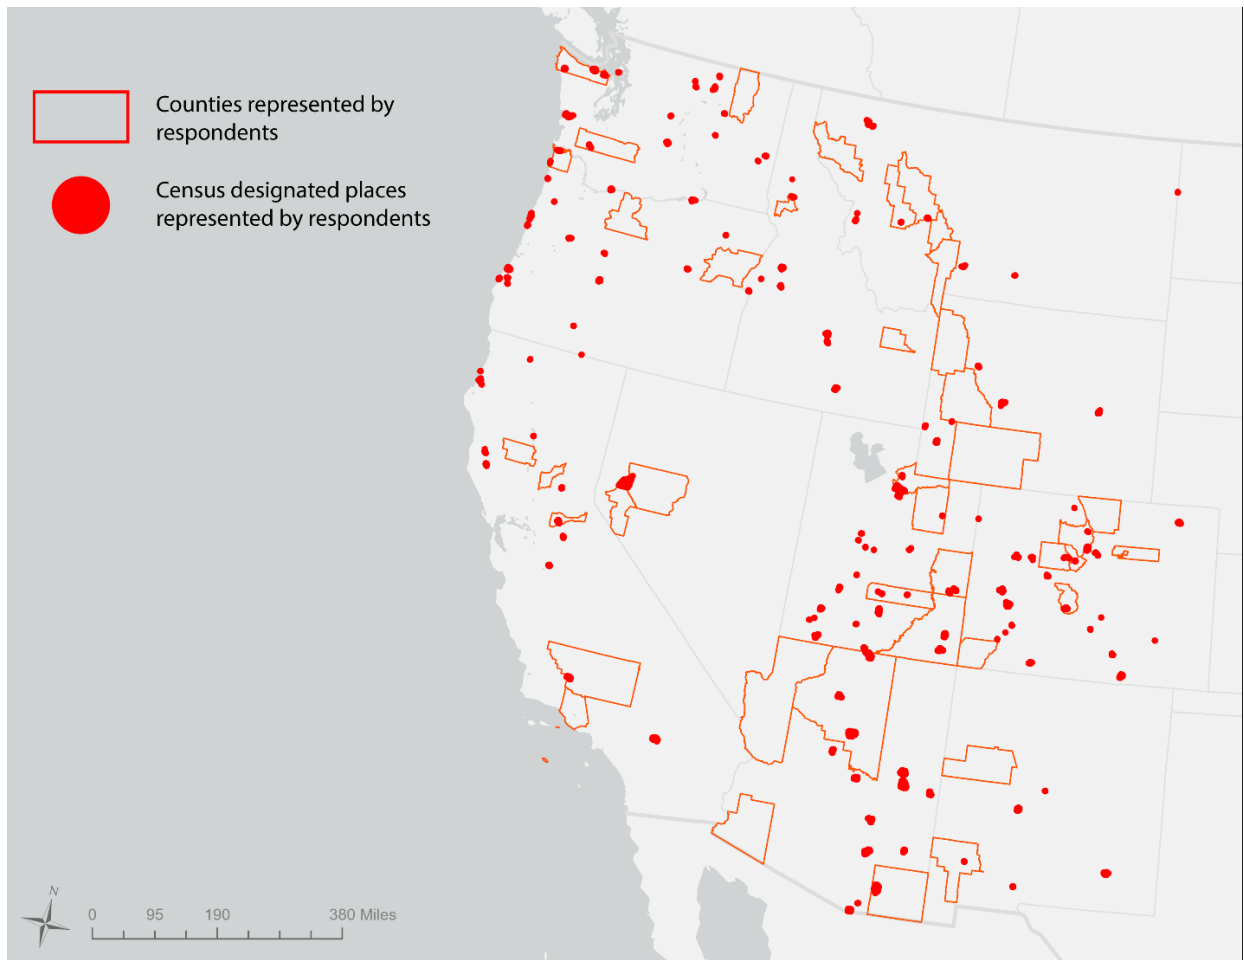 Counties represented by
respondents
Census designated places
represented by respondents
N
0 95 190 380 Miles